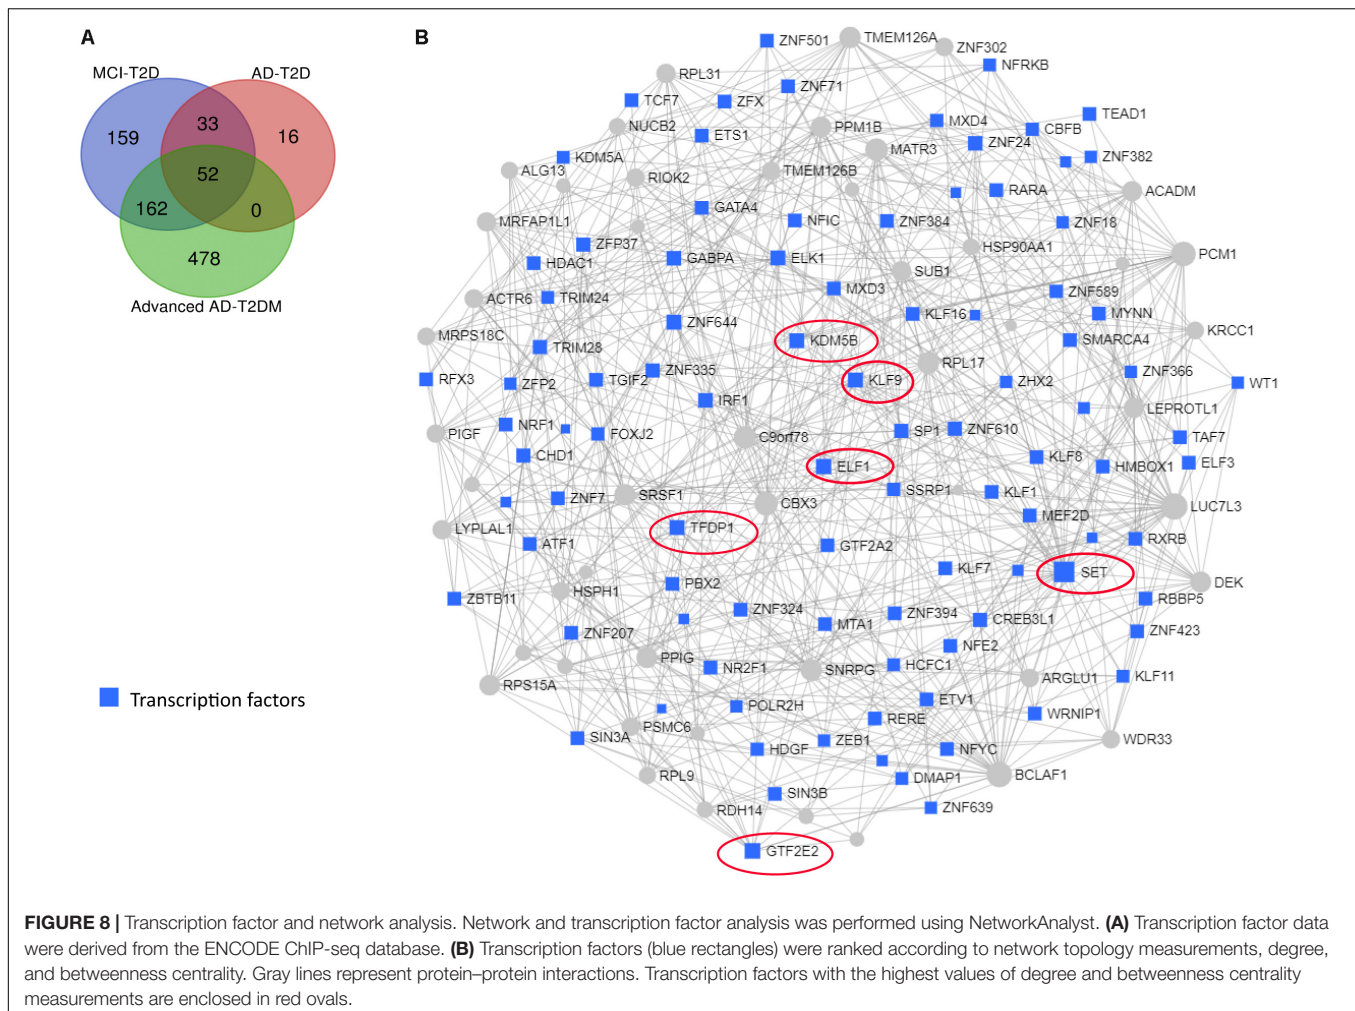 A
B
MCI-T2D
AD-T2D
159
33
16
52
162
0
478
Advanced AD-T2DM
Transcription factors
ZNF501
TMEM126A
ZNF302
NFRKB
RPL31
ZNF71
TCF7
ZFX
TEAD1
NUCB2
ETS1
PPM1B
MXD4
CBFB
ZNF24
MATR3
KDM5A
ZNF382
ALG13
RIOK2
TMEM126B
RARA
ACADM
GATA4
NFIC
ZNF384
ZNF18
MRFAP1L1
ZFP37
HSP90AA1
PCM1
HDAC1
GABPA
ELK1
SUB1
MXD3
ZNF589
ACTR6
TRIM24
KLF16
MYNN
ZNF644
KRCC1
MRPS18C
KDM5B
SMARCA4
TRIM28
RPL17
ZNF335
ZNF366
RFX3
ZFP2
TGIF2
KLF9
ZHX2
WT1
IRF1
LEPROTL1
NRF1
PIGF
FOXJ2
C9orf78
SP1
ZNF610
TAF7
CHD1
KLF8
ELF1
HMBOX1
ELF3
ZNF7
SRSF1
CBX3
SSRP1
KLF1
LUC7L3
LYPLAL1
TFDP1
MEF2D
ATF1
GTF2A2
RXRB
KLF7
SET
HSPH1
PBX2
DEK
ZBTB11
RBBP5
ZNF324
ZNF394
CREB3L1
MTA1
ZNF207
ZNF423
NFE2
PPIG
NR2F1
SNRPG
HCFC1
ARGLU1
KLF11
RPS15A
ETV1
POLR2H
WRNIP1
RERE
PSMC6
SIN3A
ZEB1
WDR33
HDGF
NFYC
RPL9
DMAP1
BCLAF1
SIN3B
RDH14
ZNF639
GTF2E2
FIGURE 8 | Transcription factor and network analysis. Network and transcription factor analysis was performed using NetworkAnalyst. (A) Transcription factor data
were derived from the ENCODE ChIP-seq database. (B) Transcription factors (blue rectangles) were ranked according to network topology measurements, degree,
and betweenness centrality. Gray lines represent protein–protein interactions. Transcription factors with the highest values of degree and betweenness centrality
measurements are enclosed in red ovals.